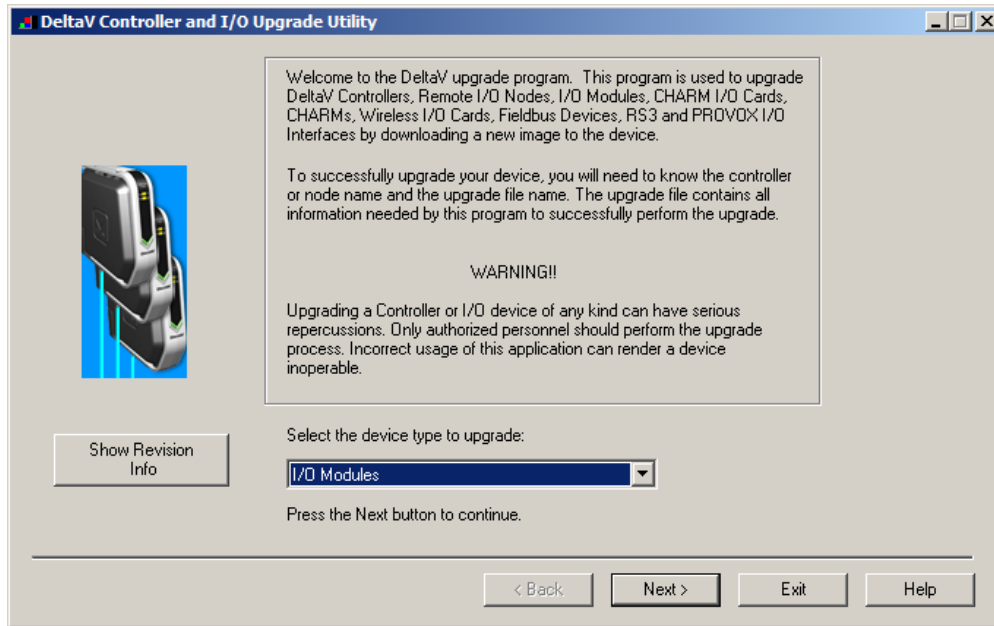 DeltaV Controller and I/O Upgrade Utility
Welcome to the DeltaV upgrade program. This program is used to upgrade
DeltaV Controllers, Remote I/O Nodes, I/O Modules, CHARM I/O Cards,
CHARMs, Wireless I/O Cards, Fieldbus Devices, RS3 and PROVOX I/O
Interfaces by downloading a new image to the device.
To successfully upgrade your device, you will need to know the controller
or node name and the upgrade file name. The upgrade file contains all
information needed by this program to successfully perform the upgrade.
WARNING!!
Upgrading a Controller or I/O device of any kind can have serious
repercussions. Only authorized personnel should perform the upgrade
process. Incorrect usage of this application can render a device
inoperable.
Show Revision
Info
Select the device type to upgrade:
I/O Modules
Press the Next button to continue.
< Back
Next >
Exit
Help